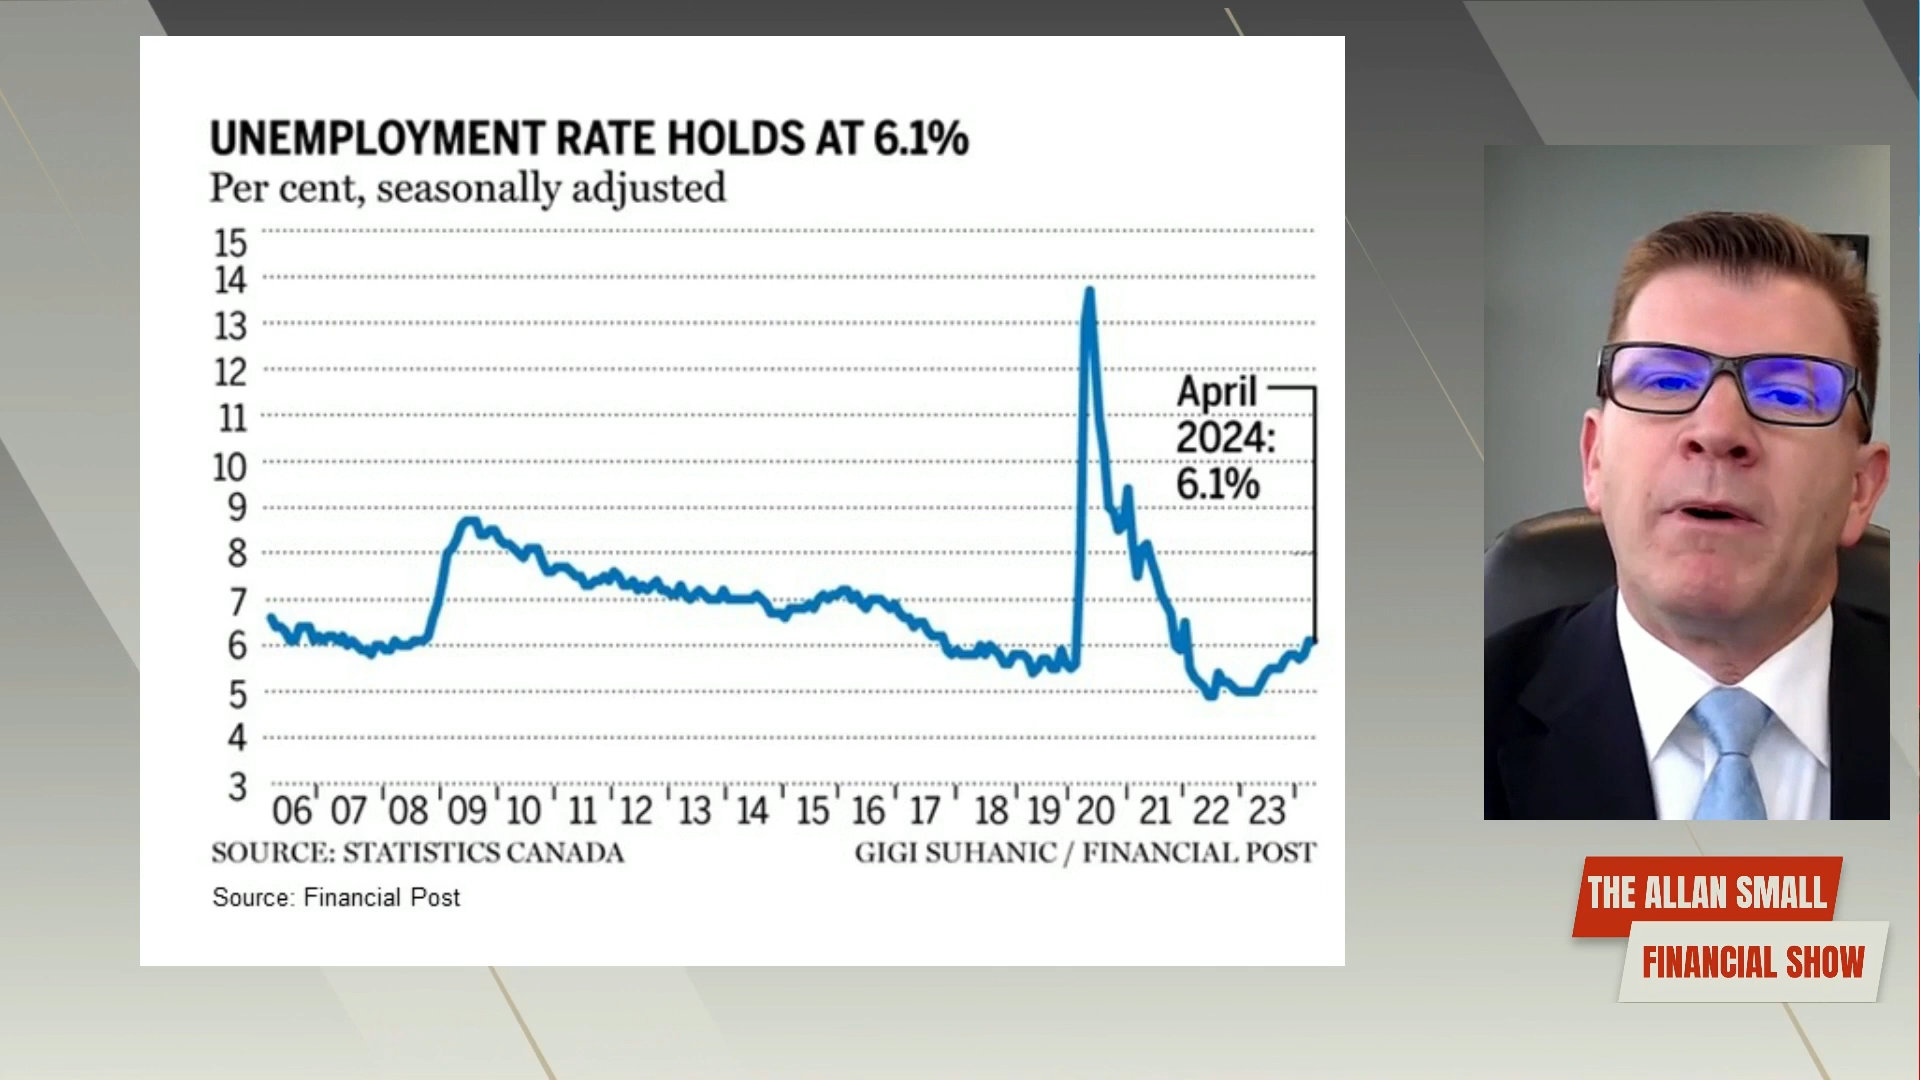 UNEMPLOYMENT RATE HOLDS AT 6.1%
Per cent, seasonally adjusted
15
14
13
12
11
10
9
8
7
6
5
4
3
April
2024:
6.1%
06 07 08 09 10 11 12 13 14 15 16 17 18 19 20 21 22 23
SOURCE: STATISTICS CANADA GIGI SUHANIC / FINANCIAL POST
Source: Financial Post
THE ALLAN SMALL
FINANCIAL SHOW